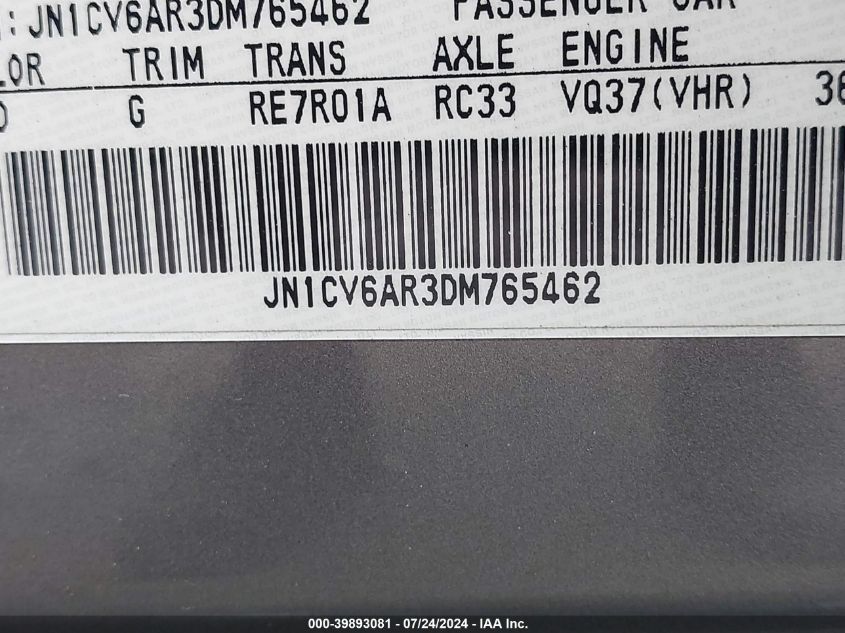 : JN1CV6AR3DM765462 PASSENGER CAR
LOR TRIM TRANS AXLE ENGINE
G RE7R01A RC33 VQ37(VHR) 36
JN1CV6AR3DM765462
000-39893081 - 07/24/2024 - IAA Inc.